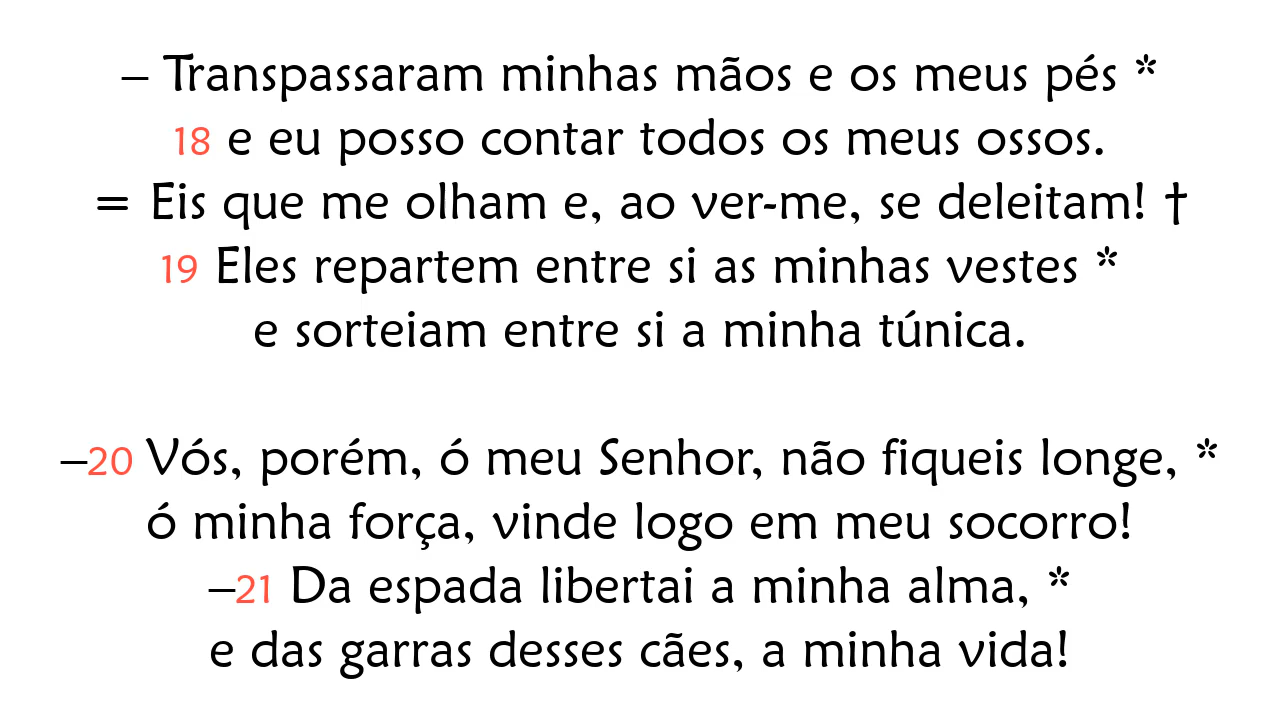 – Transpassaram minhas mãos e os meus pés *
18 e eu posso contar todos os meus ossos.
= Eis que me olham e, ao ver-me, se deleitam! †
19 Eles repartem entre si as minhas vestes *
e sorteiam entre si a minha túnica.
–20 Vós, porém, ó meu Senhor, não fiqueis longe, *
ó minha força, vinde logo em meu socorro!
–21 Da espada libertai a minha alma, *
e das garras desses cães, a minha vida!